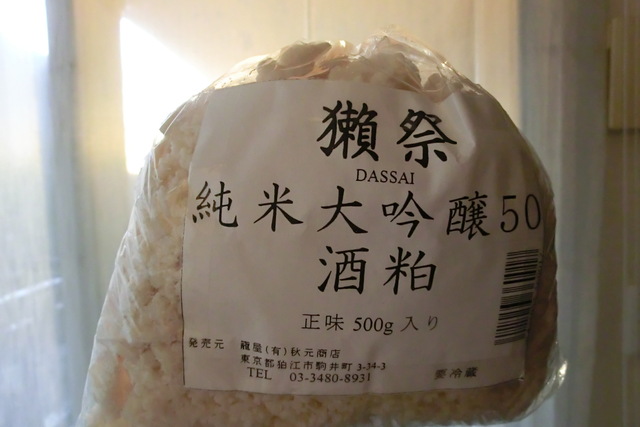 獺祭
DASSAI
純米大吟醸50
酒粕
正味 500g 入り
発売元 籠屋(有)秋元商店
東京都狛江市駒井町 3-34-3
TEL 03-3480-8931
要冷蔵